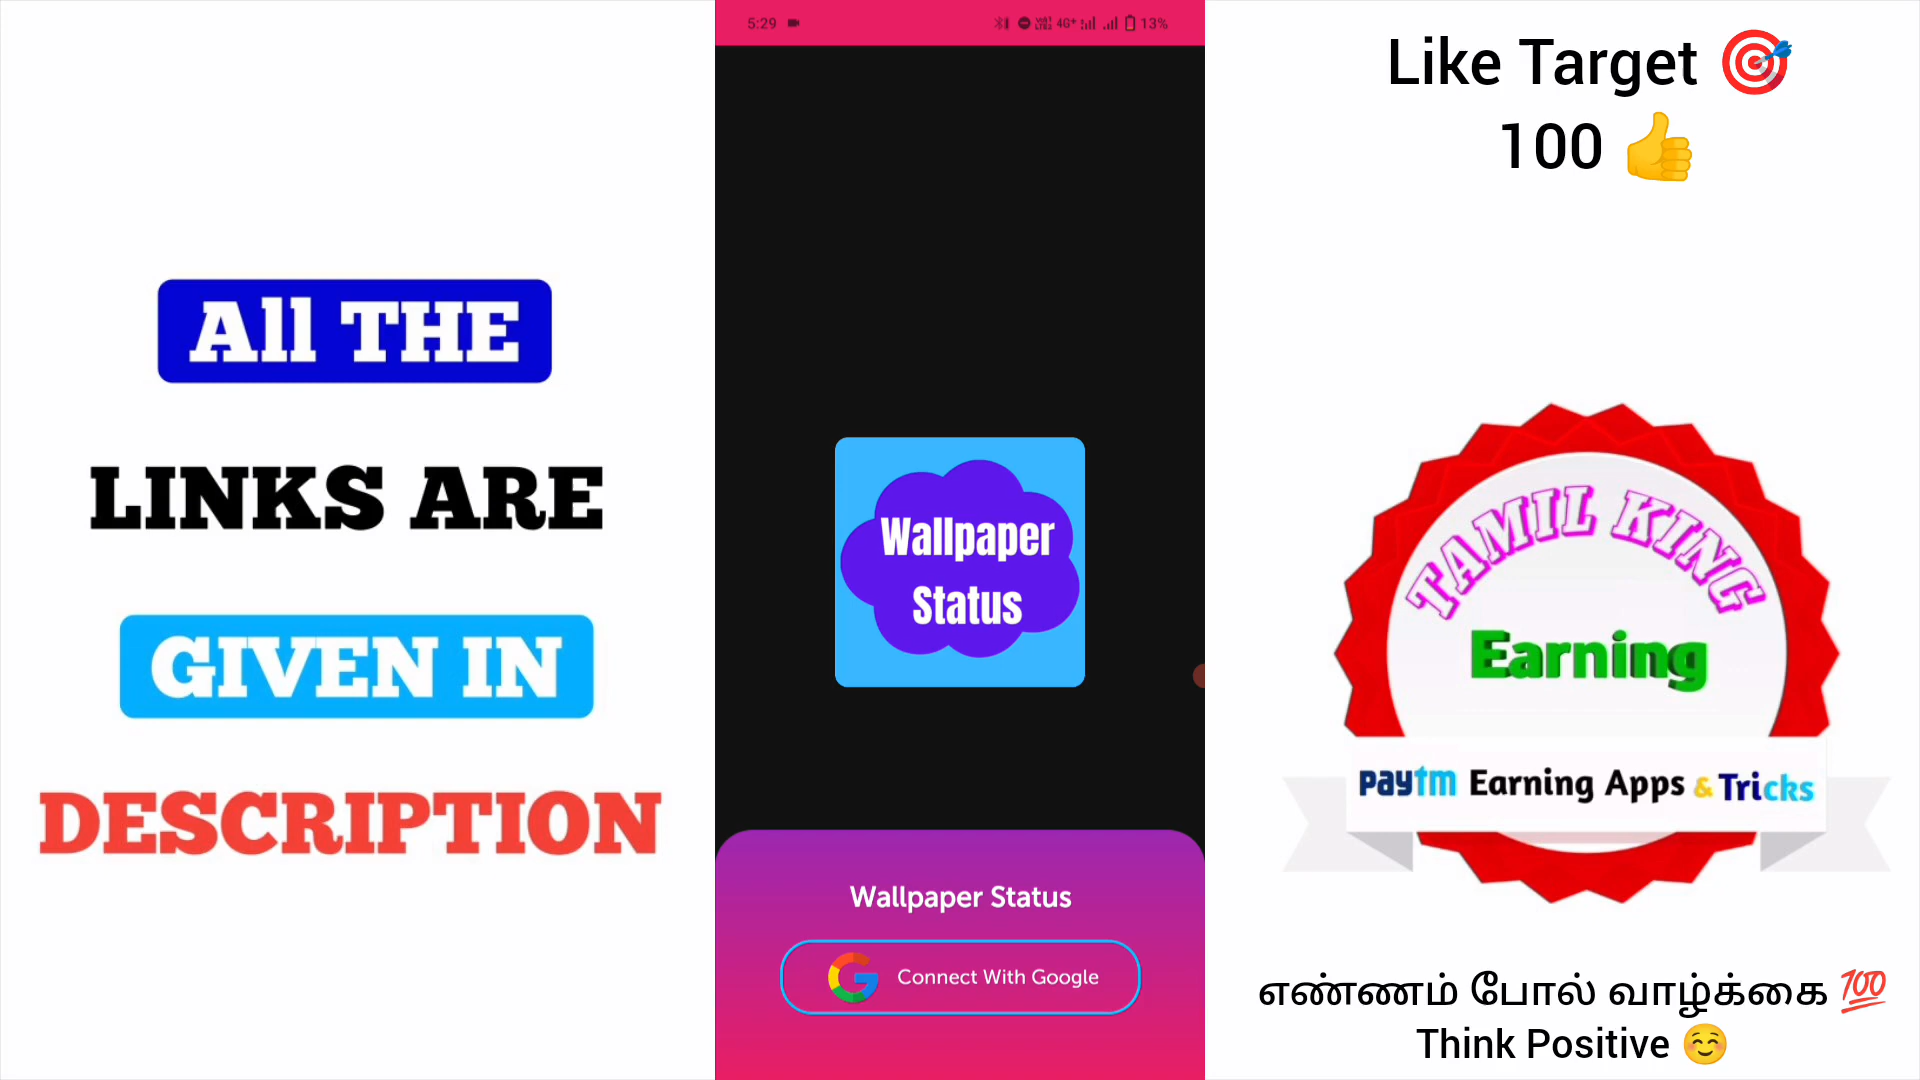 All THE
LINKS ARE
GIVEN IN
DESCRIPTION
5:29
4G+
13%
Wallpaper
Status
Wallpaper Status
Connect With Google
Like Target 🎯
100 👍
TAMIL KING
Earning
paytm Earning Apps & Tricks
எண்ணம் போல் வாழ்க்கை 💯
Think Positive ☺️